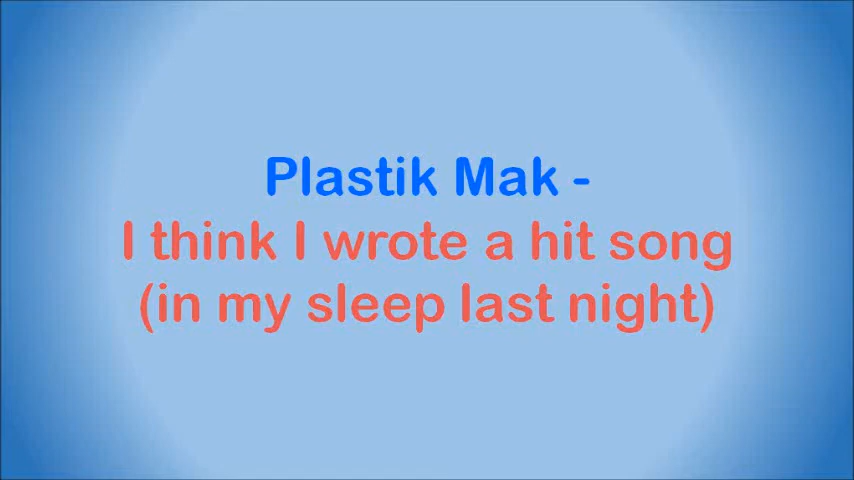 Plastik Mak -
I think I wrote a hit song
(in my sleep last night)